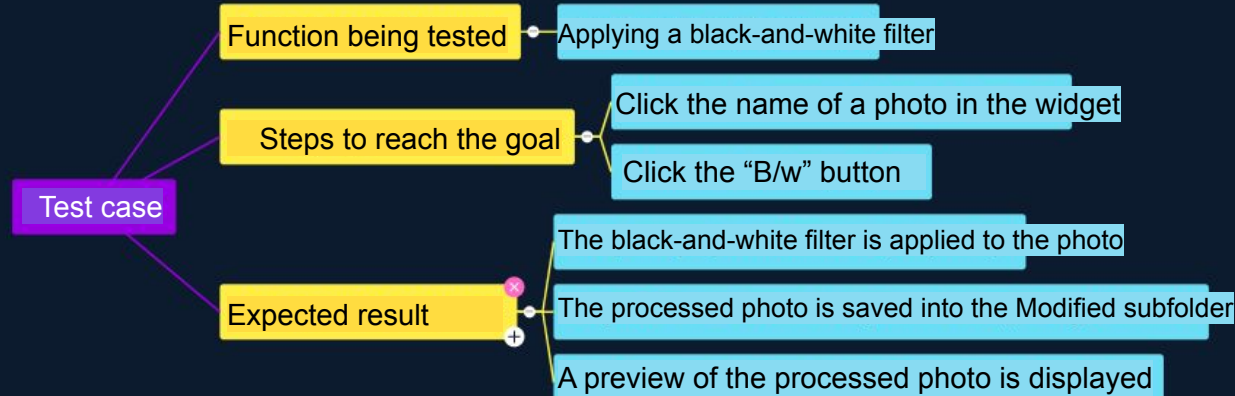 Function being tested
Applying a black-and-white filter
Steps to reach the goal
Click the name of a photo in the widget
Click the “B/w” button
Test case
Expected result
The black-and-white filter is applied to the photo
The processed photo is saved into the Modified subfolder
A preview of the processed photo is displayed